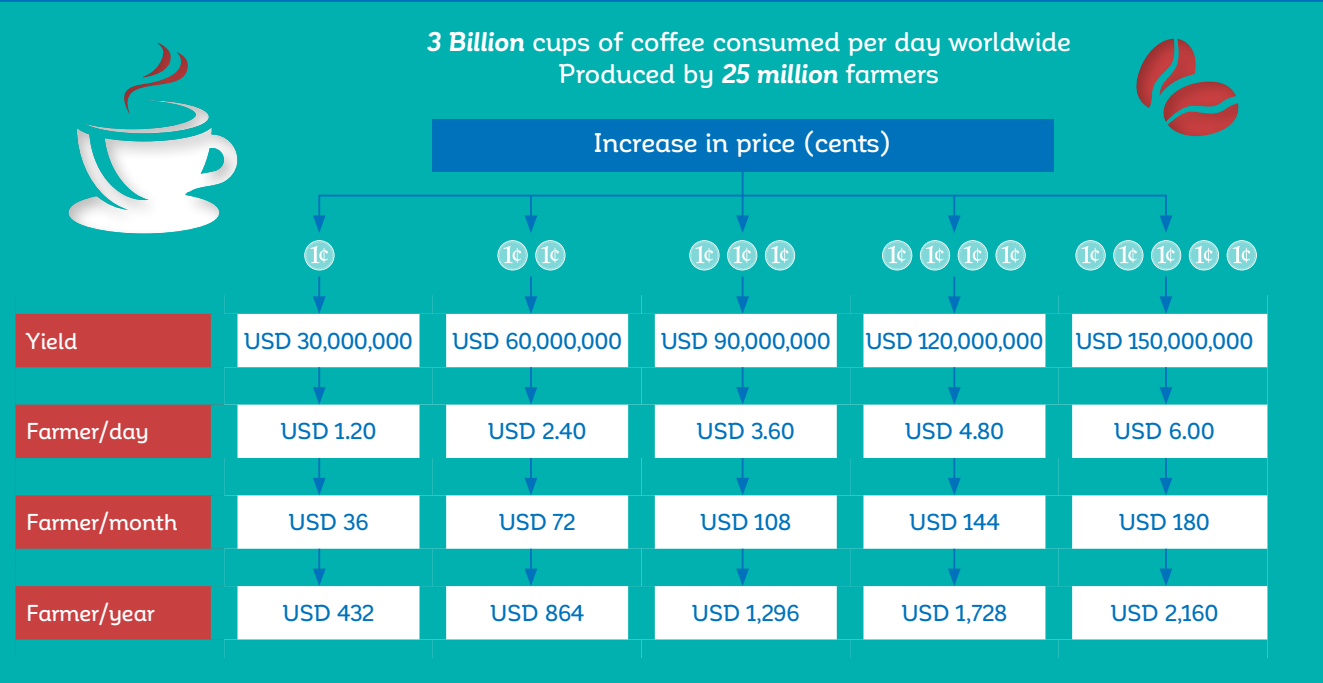 3 Billion cups of coffee consumed per day worldwide
Produced by 25 million farmers
Increase in price (cents)
1¢ 1¢ 1¢ 1¢ 1¢ 1¢ 1¢ 1¢ 1¢ 1¢ 1¢ 1¢ 1¢ 1¢ 1¢
Yield USD 30,000,000 USD 60,000,000 USD 90,000,000 USD 120,000,000 USD 150,000,000
Farmer/day USD 1.20 USD 2.40 USD 3.60 USD 4.80 USD 6.00
Farmer/month USD 36 USD 72 USD 108 USD 144 USD 180
Farmer/year USD 432 USD 864 USD 1,296 USD 1,728 USD 2,160